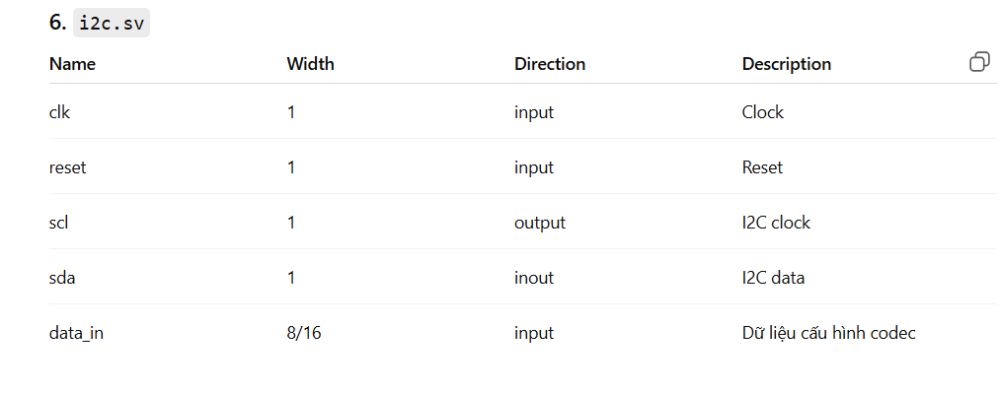 6. i2c.sv
Name Width Direction Description
clk 1 input Clock
reset 1 input Reset
scl 1 output I2C clock
sda 1 inout I2C data
data_in 8/16 input Dữ liệu cấu hình codec